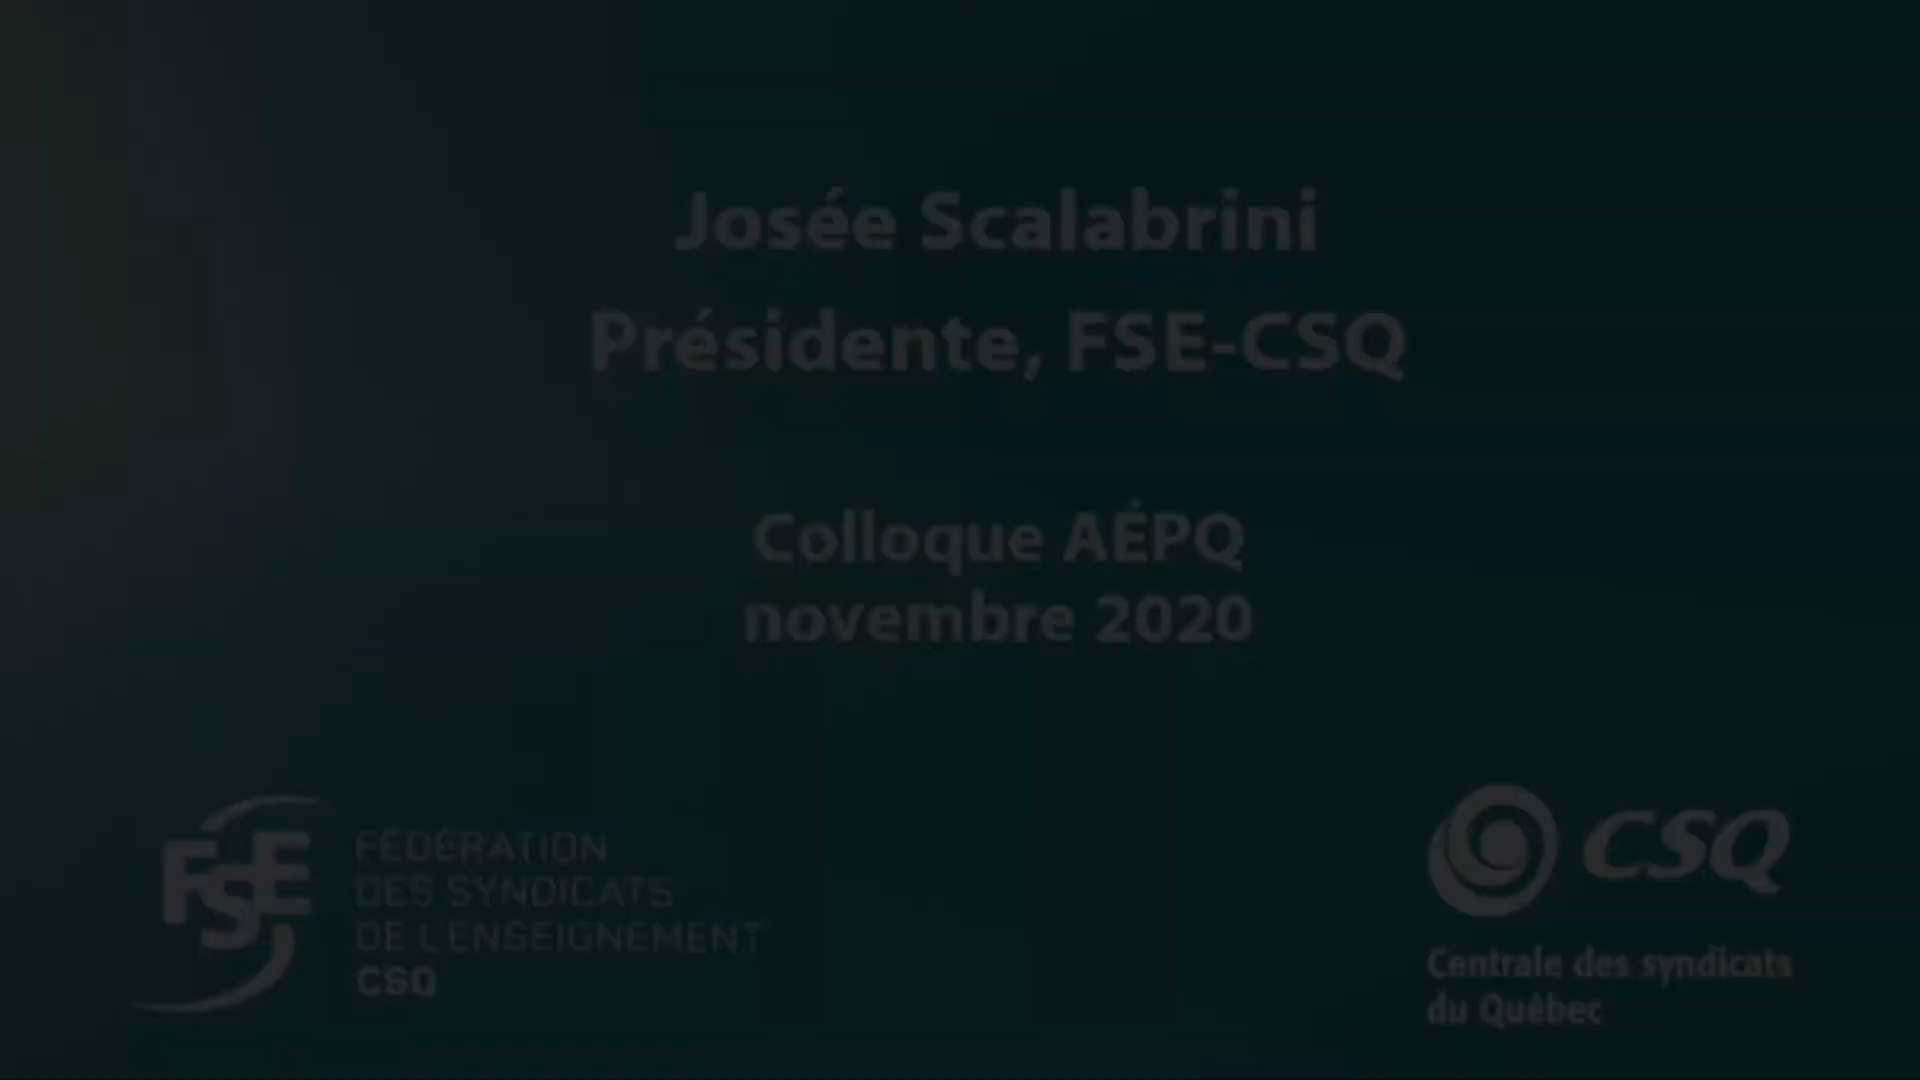 Josée Scalabrini
Présidente, FSE-CSQ
Colloque AÉPQ
novembre 2020
FSE
FÉDÉRATION
DES SYNDICATS
DE L'ENSEIGNEMENT
CSQ
CSQ
Centrale des syndicats
du Québec